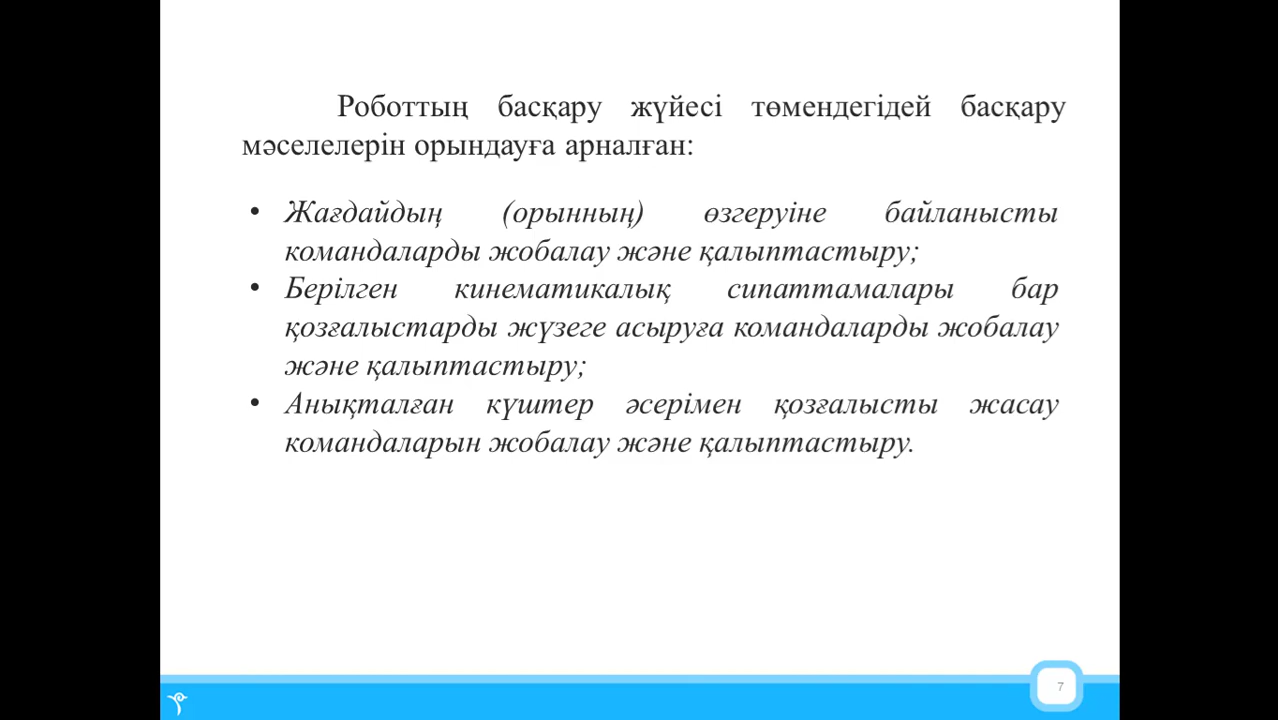 Роботтың басқару жүйесі төмендегідей басқару
мәселелерін орындауға арналған:
• Жағдайдың (орынның) өзгеруіне байланысты
командаларды жобалау және қалыптастыру;
• Берілген кинематикалық сипаттамалары бар
қозғалыстарды жүзеге асыруға командаларды жобалау
және қалыптастыру;
• Анықталған күштер әсерімен қозғалысты жасау
командаларын жобалау және қалыптастыру.
7